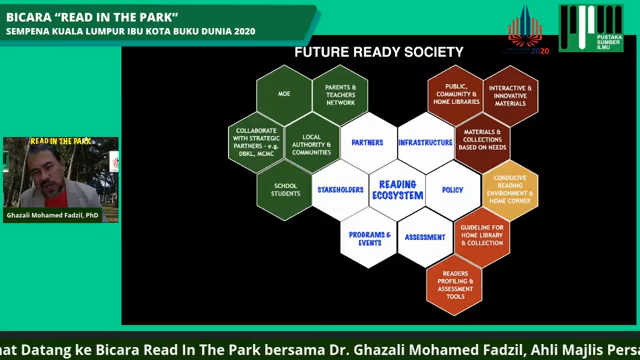 BICARA “READ IN THE PARK”
SEMPENA KUALA LUMPUR IBU KOTA BUKU DUNIA 2020
2020
PUSTAKA
SUMBER
ILMU
FUTURE READY SOCIETY
MOE
PARENTS &
TEACHERS
NETWORK
PUBLIC,
COMMUNITY &
HOME LIBRARIES
INTERACTIVE &
INNOVATIVE
MATERIALS
COLLABORATE
WITH STRATEGIC
PARTNERS - e.g.
DBKL, MCMC
LOCAL
AUTHORITY &
COMMUNITIES
PARTNERS
INFRASTRUCTURE
MATERIALS &
COLLECTIONS
BASED ON NEEDS
SCHOOL
STUDENTS
STAKEHOLDERS
READING
ECOSYSTEM
POLICY
CONDUCIVE
READING
ENVIRONMENT &
HOME CORNER
PROGRAMS &
EVENTS
ASSESSMENT
GUIDELINE FOR
HOME LIBRARY
& COLLECTION
READERS
PROFILING &
ASSESSMENT
TOOLS
READ IN THE PARK
Ghazali Mohamed Fadzil, PhD
nat Datang ke Bicara Read In The Park bersama Dr. Ghazali Mohamed Fadzil, Ahli Majlis Persa